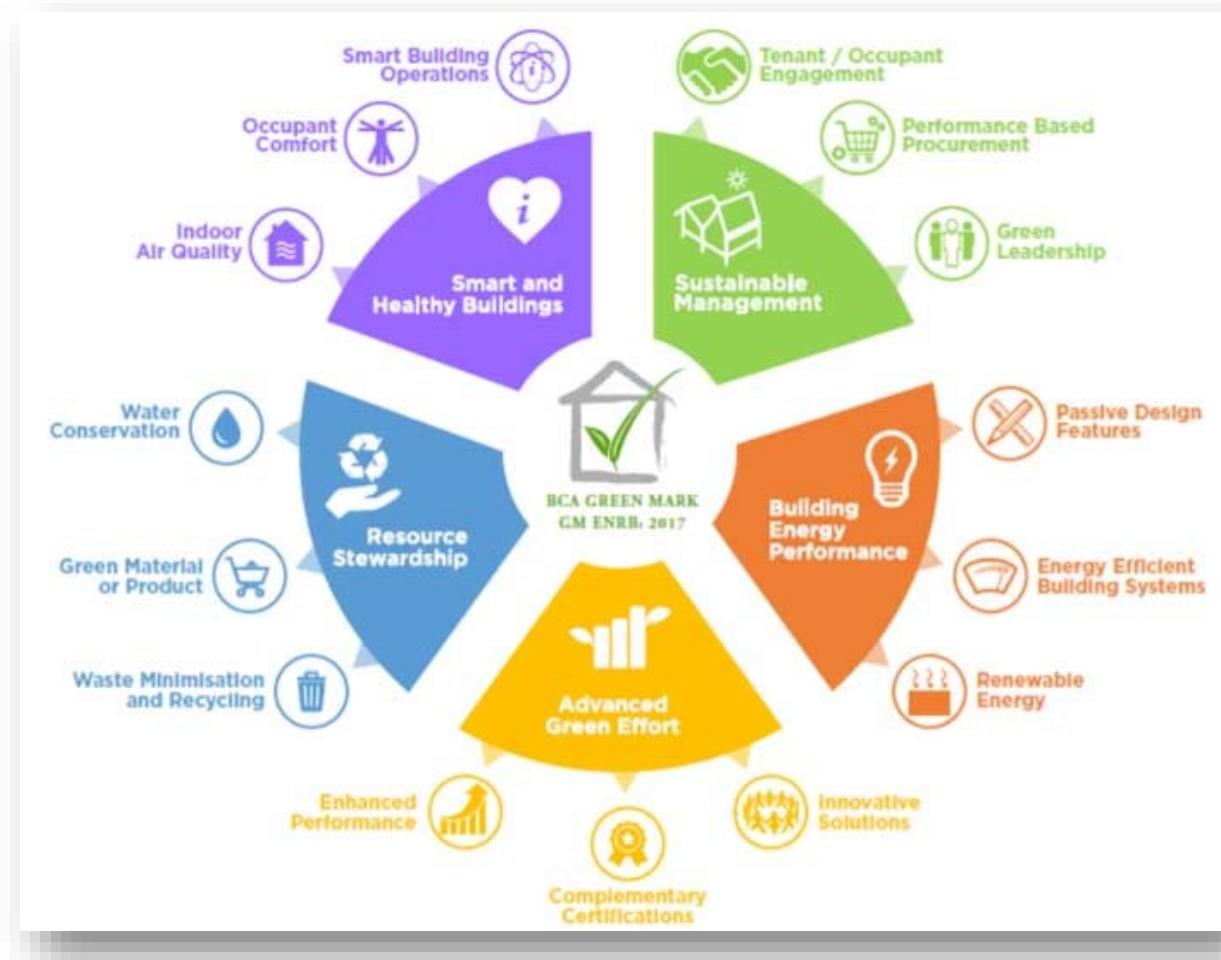 Smart Building
Operations
Occupant
Comfort
Indoor
Air Quality
i
i
Smart and
Healthy Buildings
Tenant / Occupant
Engagement
Performance Based
Procurement
Green
Leadership
Sustainable
Management
Passive Design
Features
Energy Efficient
Building Systems
Renewable
Energy
Building
Energy
Performance
Innovative
Solutions
Complementary
Certifications
Enhanced
Performance
Advanced
Green Effort
Waste Minimisation
and Recycling
Green Material
or Product
Water
Conservation
Resource
Stewardship
BCA GREEN MARK
GM ENRB: 2017